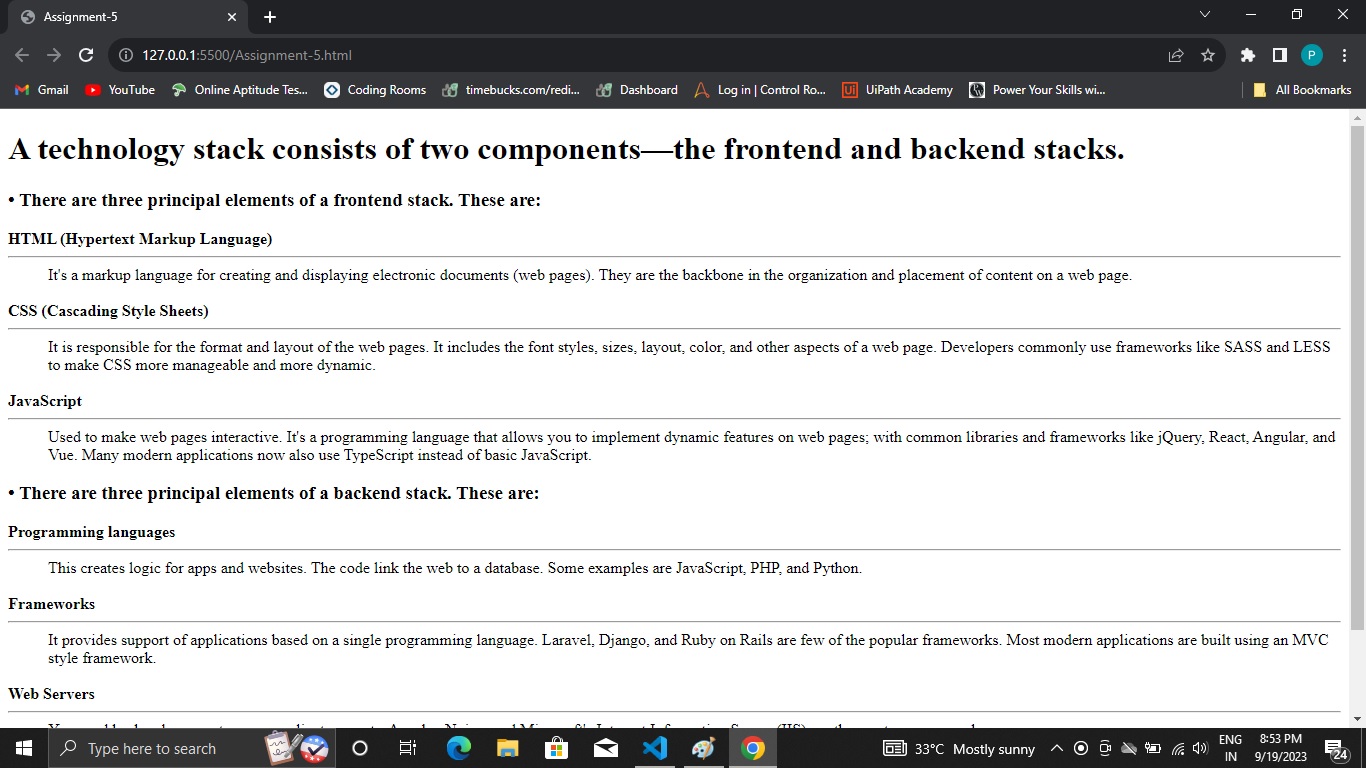 Assignment-5
127.0.0.1:5500/Assignment-5.html
P
Gmail YouTube Online Aptitude Tes... Coding Rooms timebucks.com/redi... Dashboard Log in | Control Ro... UiPath Academy Power Your Skills wi... All Bookmarks
A technology stack consists of two components—the frontend and backend stacks.
• There are three principal elements of a frontend stack. These are:
HTML (Hypertext Markup Language)
It's a markup language for creating and displaying electronic documents (web pages). They are the backbone in the organization and placement of content on a web page.
CSS (Cascading Style Sheets)
It is responsible for the format and layout of the web pages. It includes the font styles, sizes, layout, color, and other aspects of a web page. Developers commonly use frameworks like SASS and LESS
to make CSS more manageable and more dynamic.
JavaScript
Used to make web pages interactive. It's a programming language that allows you to implement dynamic features on web pages; with common libraries and frameworks like jQuery, React, Angular, and
Vue. Many modern applications now also use TypeScript instead of basic JavaScript.
• There are three principal elements of a backend stack. These are:
Programming languages
This creates logic for apps and websites. The code link the web to a database. Some examples are JavaScript, PHP, and Python.
Frameworks
It provides support of applications based on a single programming language. Laravel, Django, and Ruby on Rails are few of the popular frameworks. Most modern applications are built using an MVC
style framework.
Web Servers
Type here to search
33°C Mostly sunny
ENG
IN
8:53 PM
9/19/2023
24